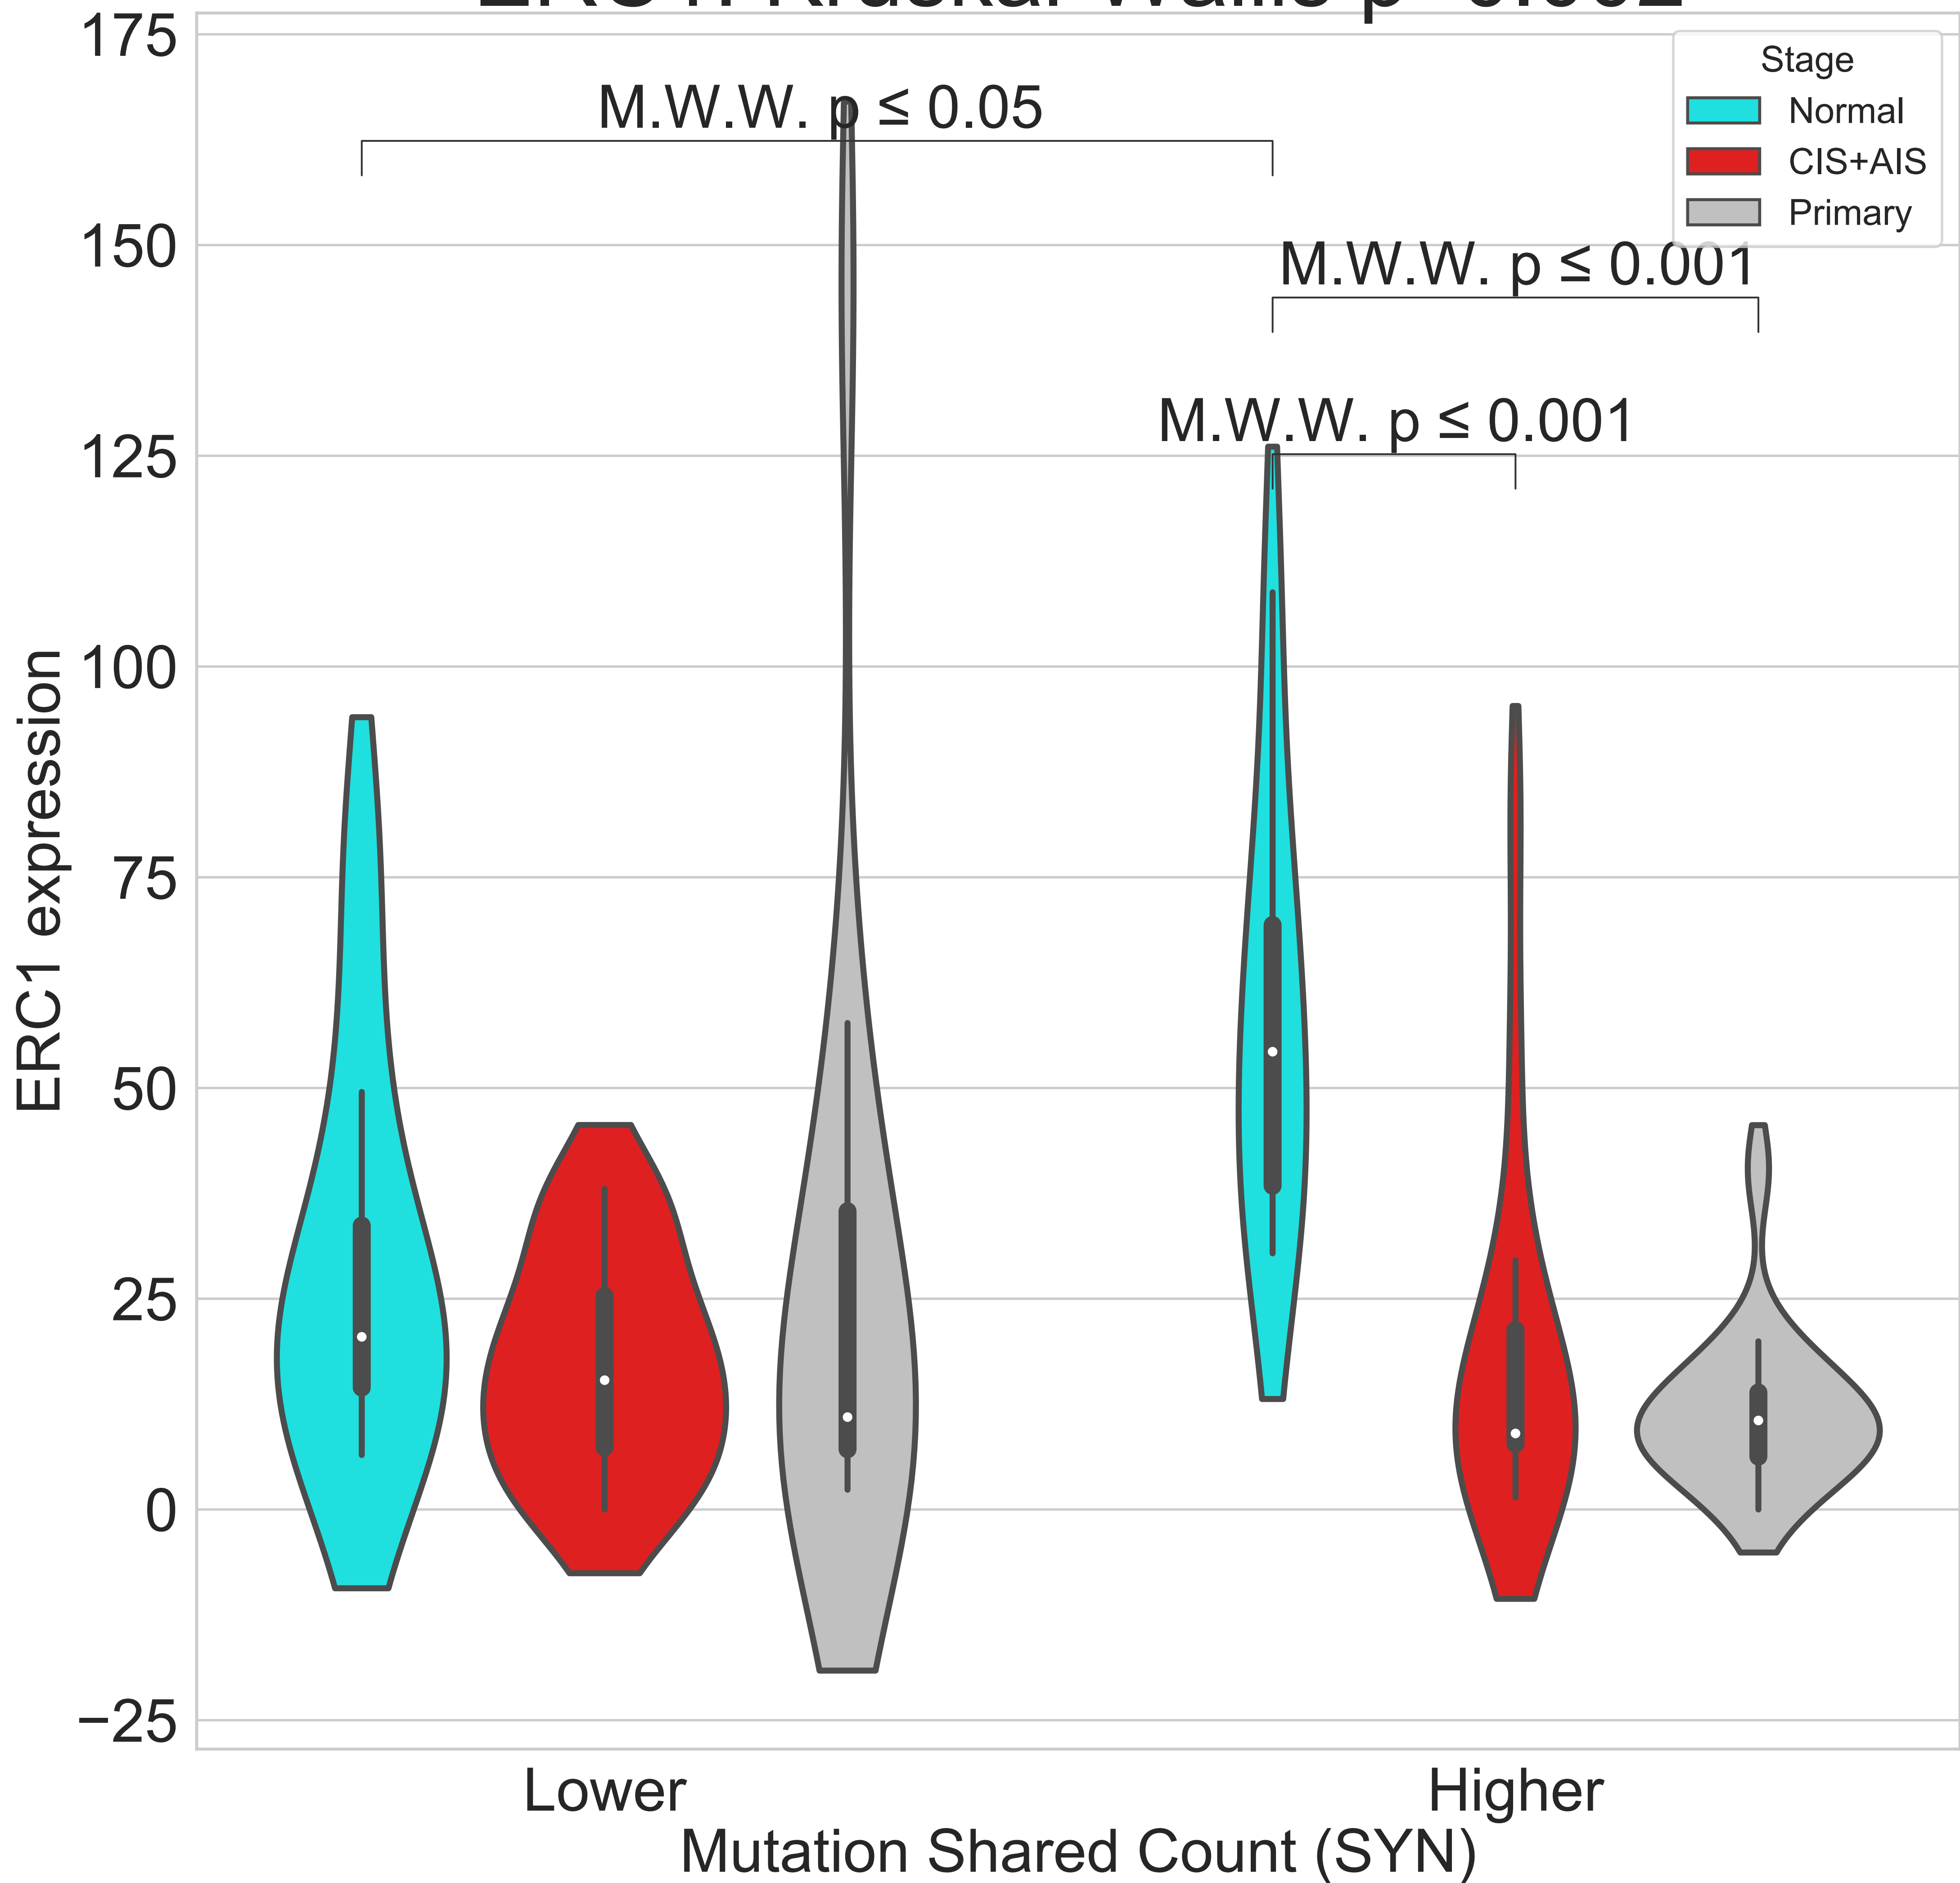 175
150
125
100
75
50
25
0
−25
ERC1 expression
M.W.W. p ≤ 0.05
M.W.W. p ≤ 0.001
M.W.W. p ≤ 0.001
Stage
Normal
CIS+AIS
Primary
Lower
Higher
Mutation Shared Count (SYN)